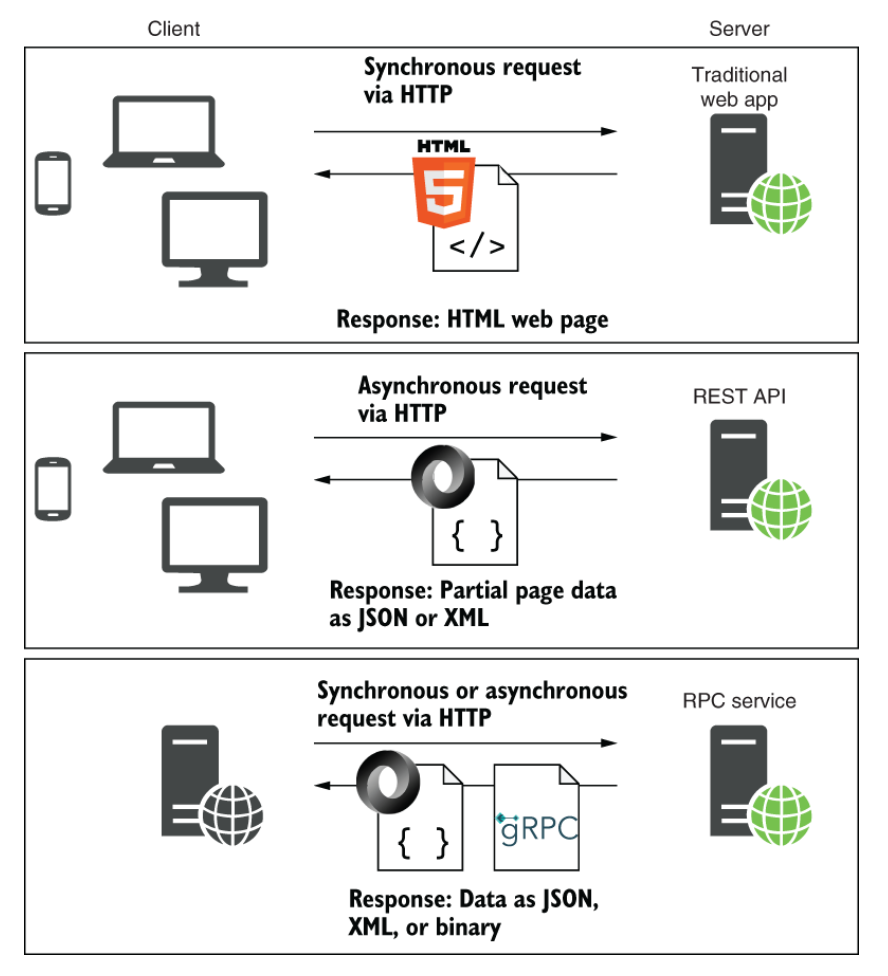 Client
Server
Synchronous request
via HTTP
Traditional
web app
HTML
5
</>
Response: HTML web page
Asynchronous request
via HTTP
REST API
{ }
Response: Partial page data
as JSON or XML
Synchronous or asynchronous
request via HTTP
RPC service
{ }
gRPC
Response: Data as JSON,
XML, or binary